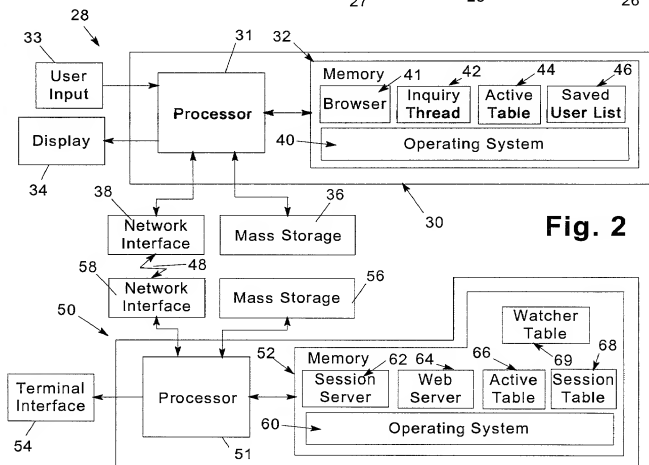 28
33
User
Input
31
Processor
32
Memory
41
42
44
46
Browser
Inquiry
Thread
Active
Table
Saved
User List
40
Operating System
Display
34
30
38
Network
Interface
36
Mass Storage
Fig. 2
48
58
Network
Interface
56
Mass Storage
50
Watcher
Table
69
68
52
Memory
62
64
66
Session
Server
Web
Server
Active
Table
Session
Table
Processor
51
Terminal
Interface
54
60
Operating System